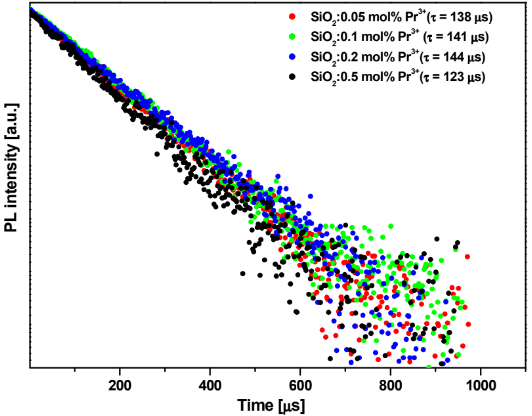 SiO₂:0.05 mol% Pr³⁺(τ = 138 μs)
SiO₂:0.1 mol% Pr³⁺(τ = 141 μs)
SiO₂:0.2 mol% Pr³⁺(τ = 144 μs)
SiO₂:0.5 mol% Pr³⁺(τ = 123 μs)
PL intensity [a.u.]
200 400 600 800 1000
Time [μs]